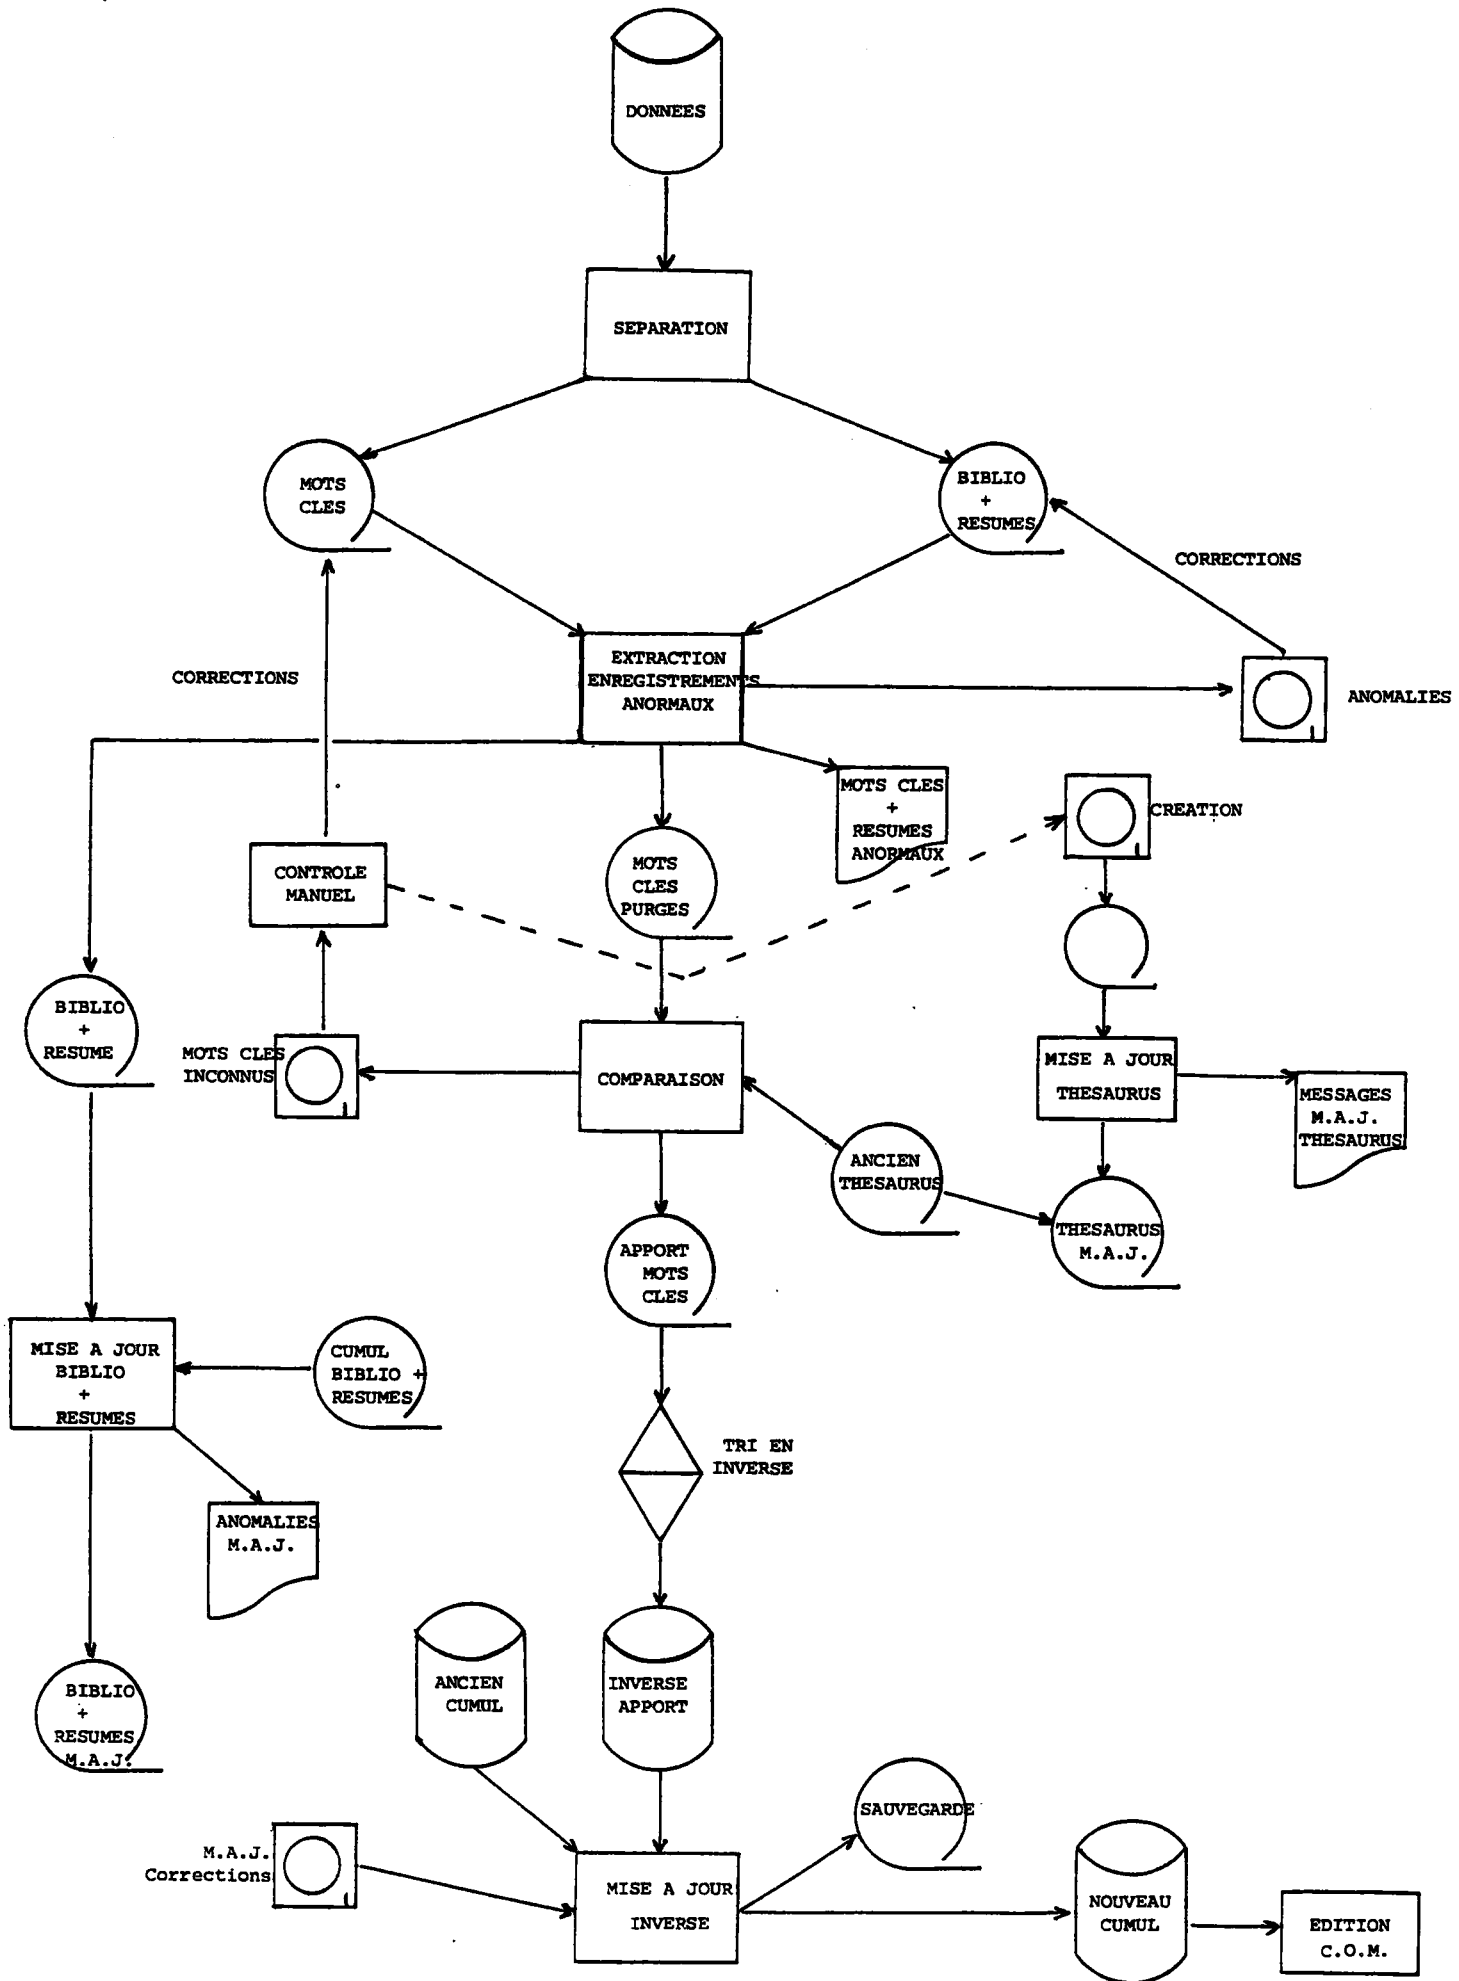 DONNEES
SEPARATION
MOTS
CLES
BIBLIO
+
RESUMES
CORRECTIONS
EXTRACTION
ENREGISTREMENTS
ANORMAUX
CORRECTIONS
ANOMALIES
MOTS CLES
+
RESUMES
ANORMAUX
CREATION
CONTROLE
MANUEL
MOTS
CLES
PURGES
BIBLIO
+
RESUME
MOTS CLES
INCONNUS
COMPARAISON
MISE A JOUR
THESAURUS
MESSAGES
M.A.J.
THESAURUS
ANCIEN
THESAURUS
THESAURUS
M.A.J.
APPORT
MOTS
CLES
MISE A JOUR
BIBLIO
+
RESUMES
CUMUL
BIBLIO +
RESUMES
TRI EN
INVERSE
ANOMALIES
M.A.J.
BIBLIO
+
RESUMES
M.A.J.
ANCIEN
CUMUL
INVERSE
APPORT
SAUVEGARDE
M.A.J.
Corrections
MISE A JOUR
INVERSE
NOUVEAU
CUMUL
EDITION
C.O.M.